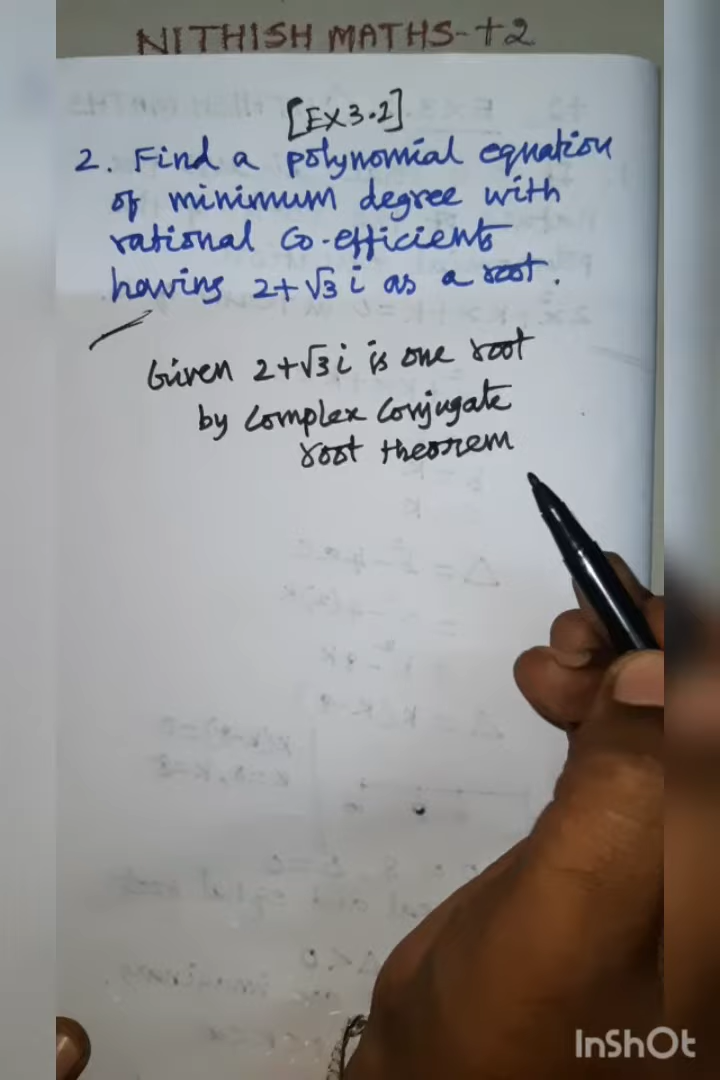 NITHISH MATHS-+2
[EX 3.2]
2. Find a polynomial equation
of minimum degree with
rational co-efficients
having 2+√3 i as a root.
Given 2+√3 i is one root
by complex conjugate
root theorem
InShOt